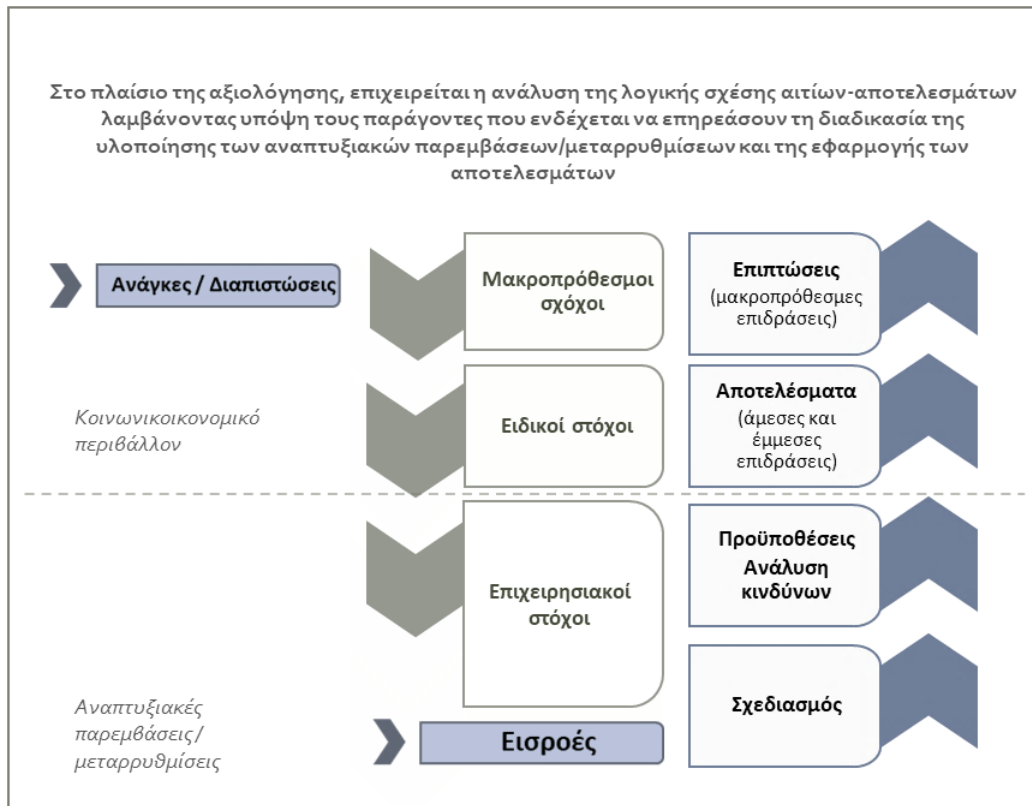 Στο πλαίσιο της αξιολόγησης, επιχειρείται η ανάλυση της λογικής σχέσης αιτίων-αποτελεσμάτων
λαμβάνοντας υπόψη τους παράγοντες που ενδέχεται να επηρεάσουν τη διαδικασία της
υλοποίησης των αναπτυξιακών παρεμβάσεων/μεταρρυθμίσεων και της εφαρμογής των
αποτελεσμάτων
Ανάγκες / Διαπιστώσεις
Μακροπρόθεσμοι
σχόχοι
Επιπτώσεις
(μακροπρόθεσμες
επιδράσεις)
Κοινωνικοικονομικό
περιβάλλον
Ειδικοί στόχοι
Αποτελέσματα
(άμεσες και
έμμεσες
επιδράσεις)
Επιχειρησιακοί
στόχοι
Προϋποθέσεις
Ανάλυση
κινδύνων
Αναπτυξιακές
παρεμβάσεις/
μεταρρυθμίσεις
Εισροές
Σχεδιασμός